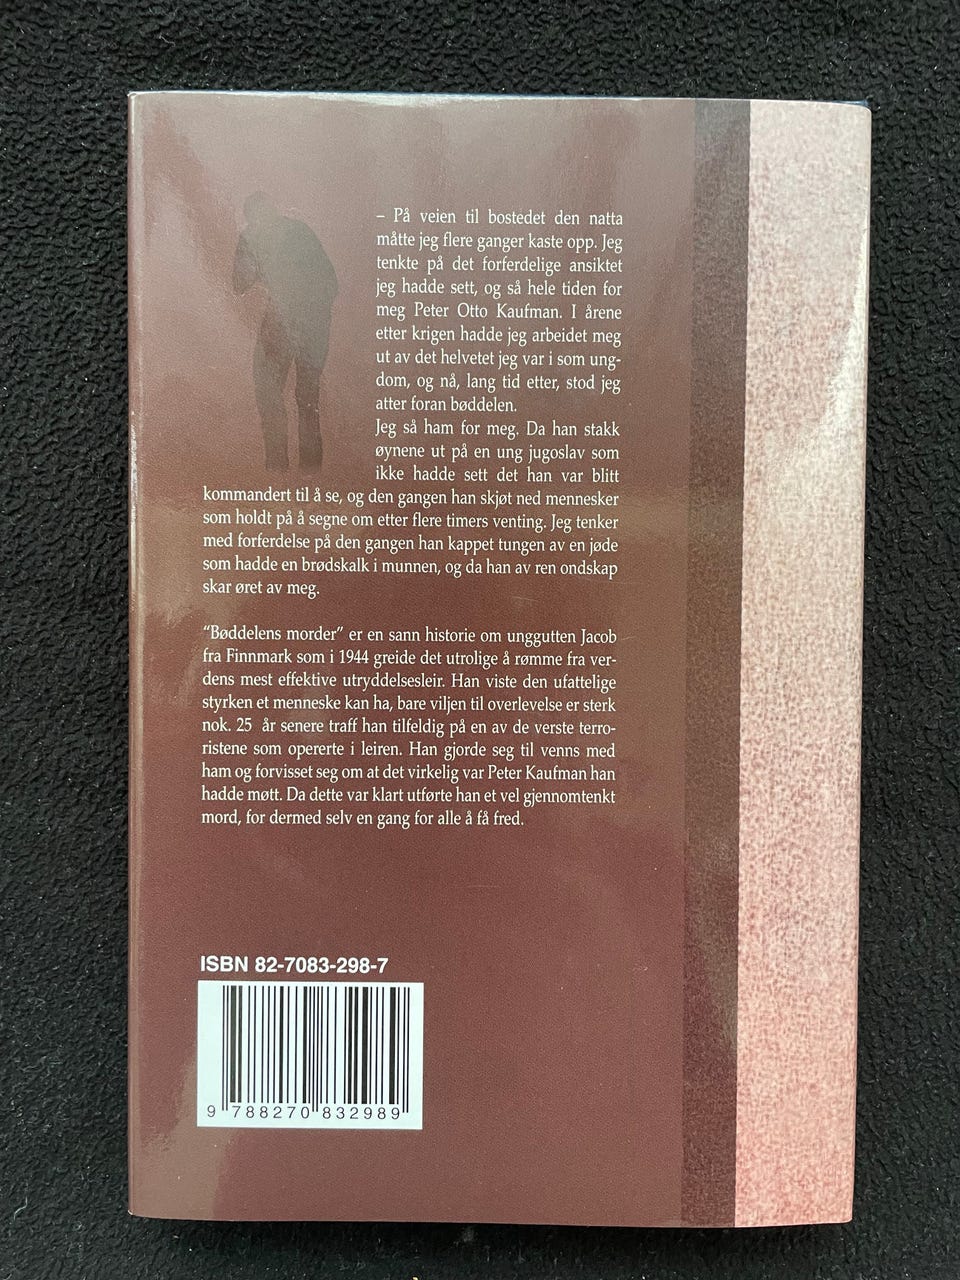 – På veien til bostedet den natta
måtte jeg flere ganger kaste opp. Jeg
tenkte på det forferdelige ansiktet
jeg hadde sett, og så hele tiden for
meg Peter Otto Kaufman. I årene
etter krigen hadde jeg arbeidet meg
ut av det helvetet jeg var i som ung-
dom, og nå, lang tid etter, stod jeg
atter foran bøddelen.
Jeg så ham for meg. Da han stakk
øynene ut på en ung jugoslav som
ikke hadde sett det han var blitt
kommandert til å se, og den gangen han skjøt ned mennesker
som holdt på å segne om etter flere timers venting. Jeg tenker
med forferdelse på den gangen han kappet tungen av en jøde
som hadde en brødskalk i munnen, og da han av ren ondskap
skar øret av meg.
“Bøddelens morder” er en sann historie om unggutten Jacob
fra Finnmark som i 1944 greide det utrolige å rømme fra ver-
dens mest effektive utryddelsesleir. Han viste den ufattelige
styrken et menneske kan ha, bare viljen til overlevelse er sterk
nok. 25 år senere traff han tilfeldig på en av de verste terro-
ristene som opererte i leiren. Han gjorde seg til venns med
ham og forvisset seg om at det virkelig var Peter Kaufman han
hadde møtt. Da dette var klart utførte han et vel gjennomtenkt
mord, for dermed selv en gang for alle å få fred.
ISBN 82-7083-298-7
9 788270 832989